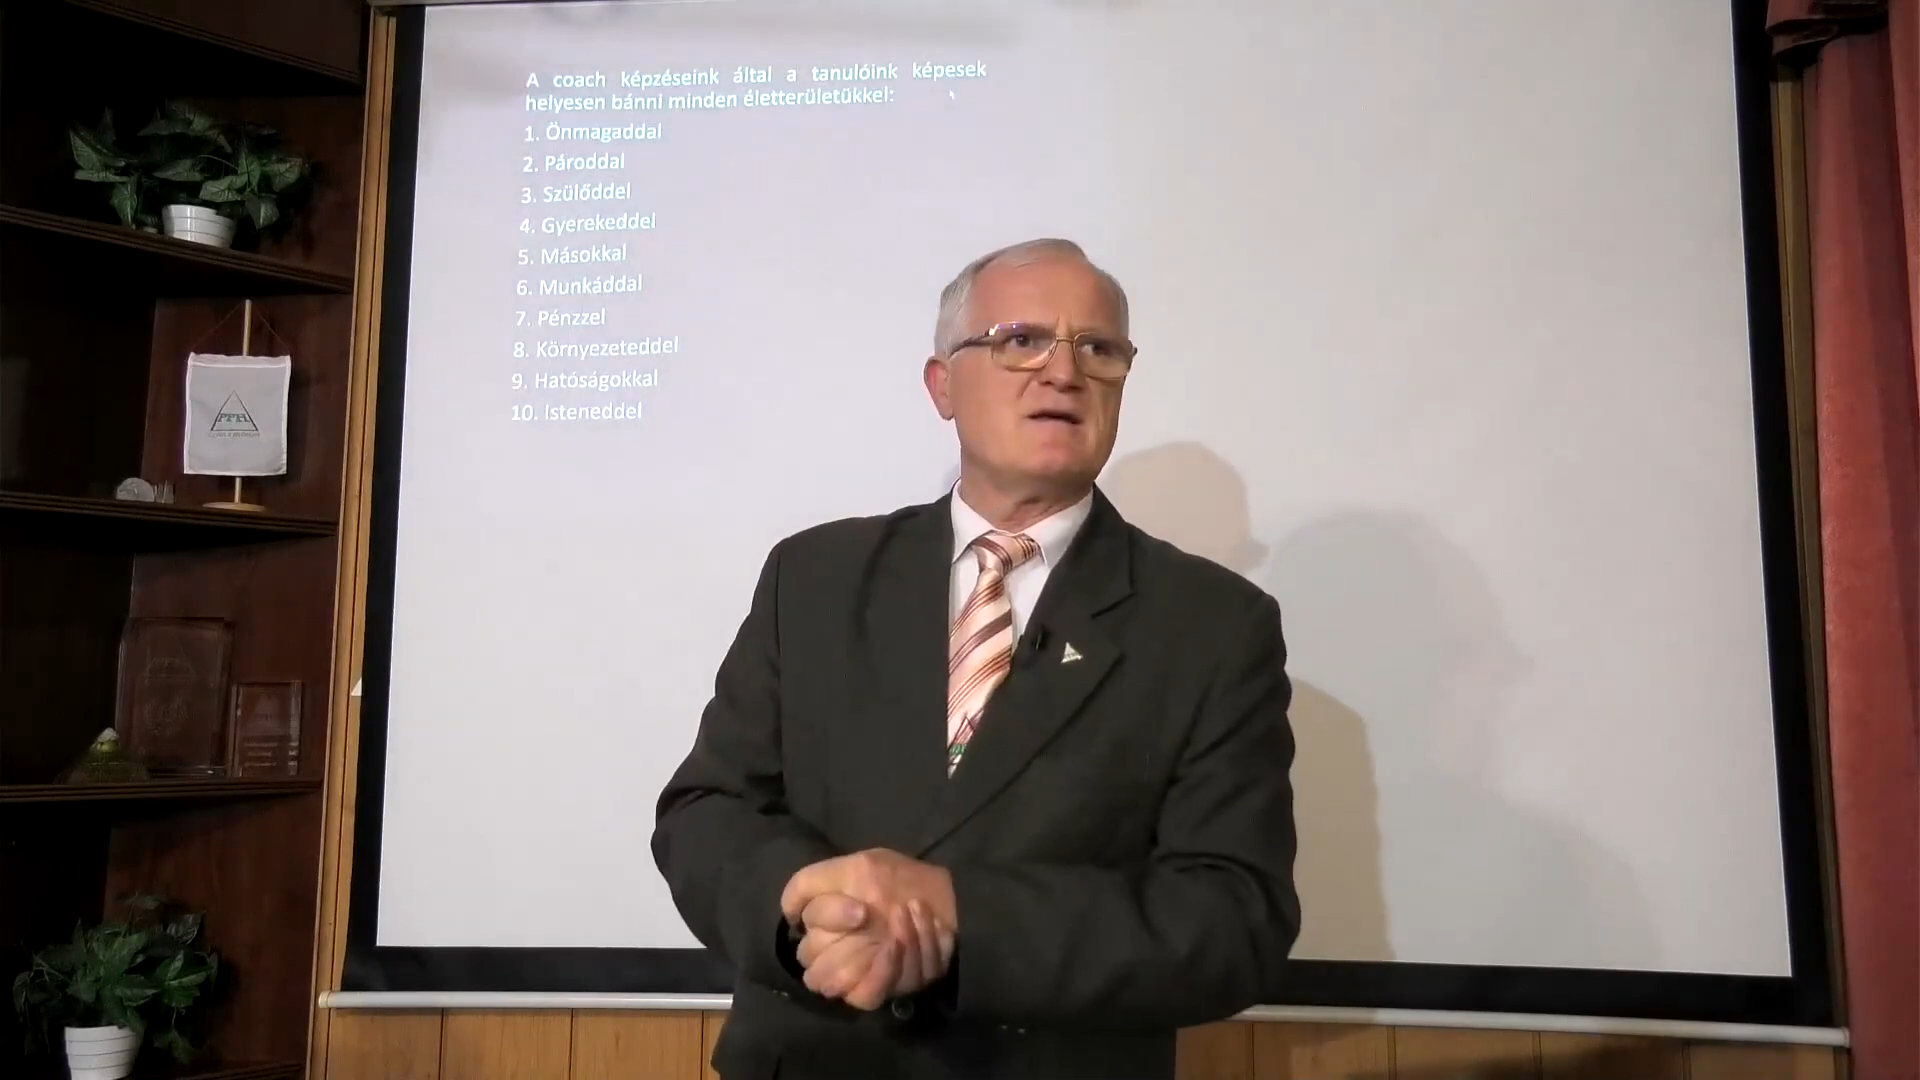 A coach képzéseink által a tanulóink képesek
helyesen bánni minden életterületükkel:
1. Önmagaddal
2. Pároddal
3. Szülőddel
4. Gyerekeddel
5. Másokkal
6. Munkáddal
7. Pénzzel
8. Környezeteddel
9. Hatóságokkal
10. Isteneddel
PPH